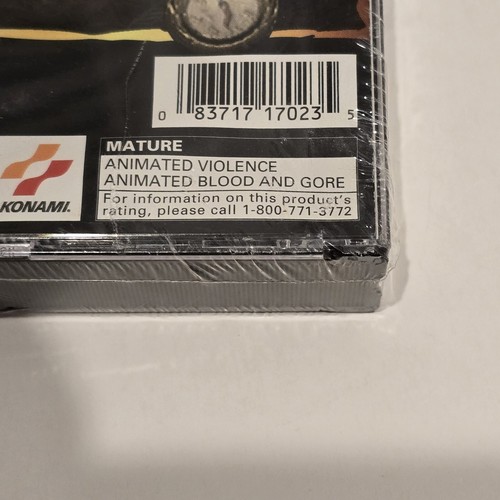 0 83717 17023 5
MATURE
ANIMATED VIOLENCE
ANIMATED BLOOD AND GORE
For information on this product's
rating, please call 1-800-771-3772
KONAMI.